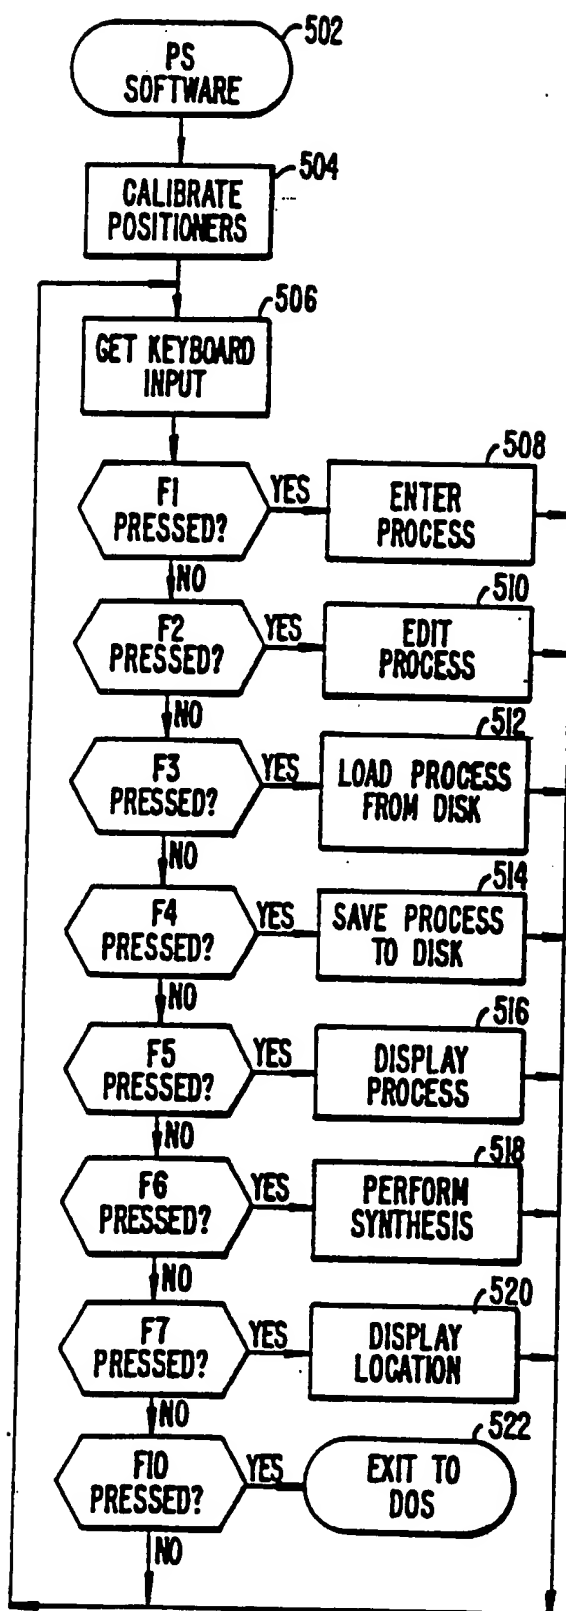 502
PS
SOFTWARE
504
CALIBRATE
POSITIONERS
506
GET KEYBOARD
INPUT
508
F1
PRESSED?
YES
ENTER
PROCESS
NO
510
F2
PRESSED?
YES
EDIT
PROCESS
NO
512
F3
PRESSED?
YES
LOAD PROCESS
FROM DISK
NO
514
F4
PRESSED?
YES
SAVE PROCESS
TO DISK
NO
516
F5
PRESSED?
YES
DISPLAY
PROCESS
NO
518
F6
PRESSED?
YES
PERFORM
SYNTHESIS
NO
520
F7
PRESSED?
YES
DISPLAY
LOCATION
NO
522
F10
PRESSED?
YES
EXIT TO
DOS
NO